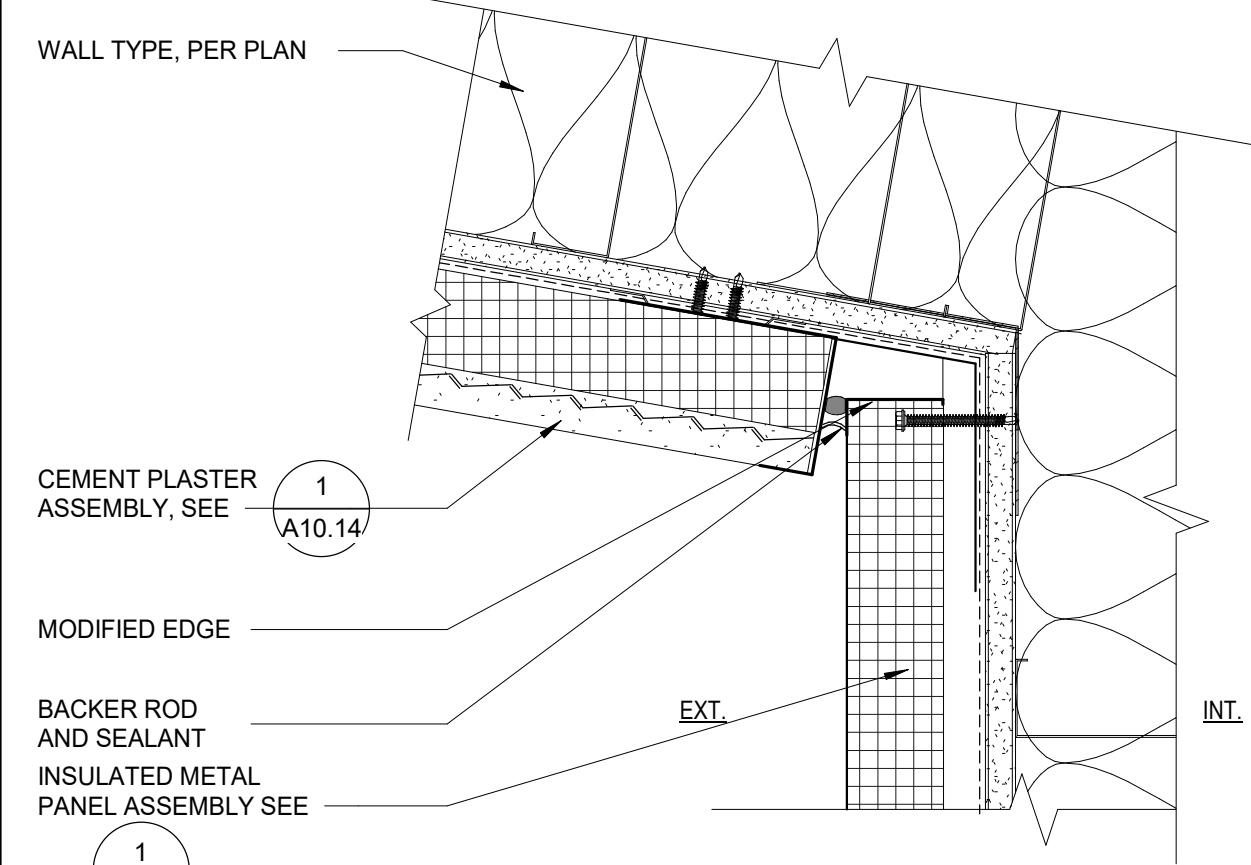 WALL TYPE, PER PLAN
CEMENT PLASTER
ASSEMBLY, SEE
1
A10.14
MODIFIED EDGE
BACKER ROD
AND SEALANT
EXT.
INT.
INSULATED METAL
PANEL ASSEMBLY SEE
1